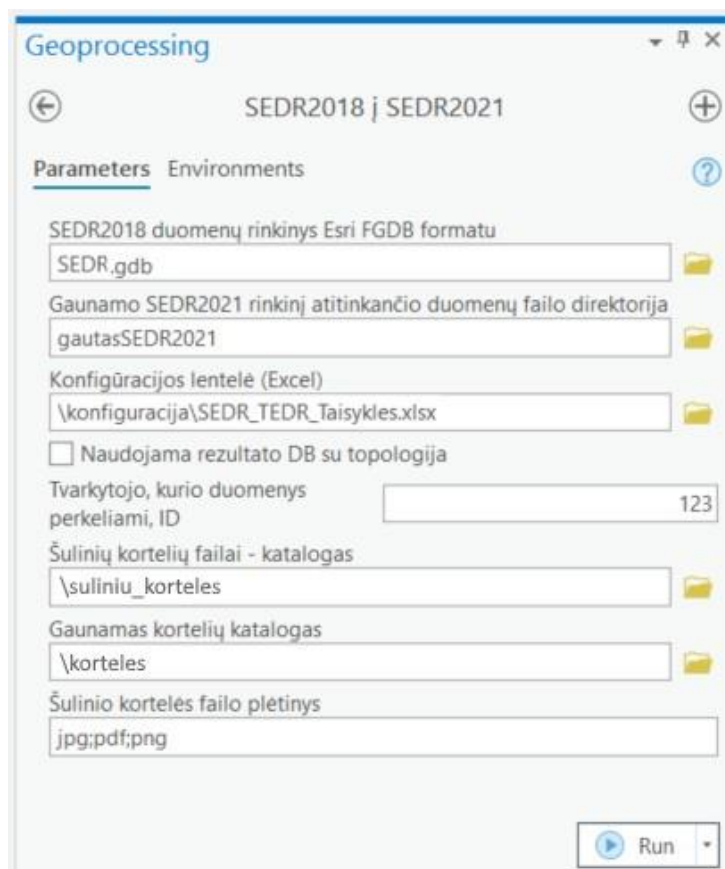 Geoprocessing
SEDR2018 į SEDR2021
Parameters Environments
SEDR2018 duomenų rinkinys Esri FGDB formatu
SEDR.gdb
Gaunamo SEDR2021 rinkinį atitinkančio duomenų failo direktorija
gautasSEDR2021
Konfigūracijos lentelė (Excel)
\konfiguracija\SEDR_TEDR_Taisykles.xlsx
Naudojama rezultato DB su topologija
Tvarkytojo, kurio duomenys
perkeliami, ID
123
Šulinių kortelių failai - katalogas
\suliniu_korteles
Gaunamas kortelių katalogas
\korteles
Šulinio kortelės failo plėtinys
jpg;pdf;png
Run